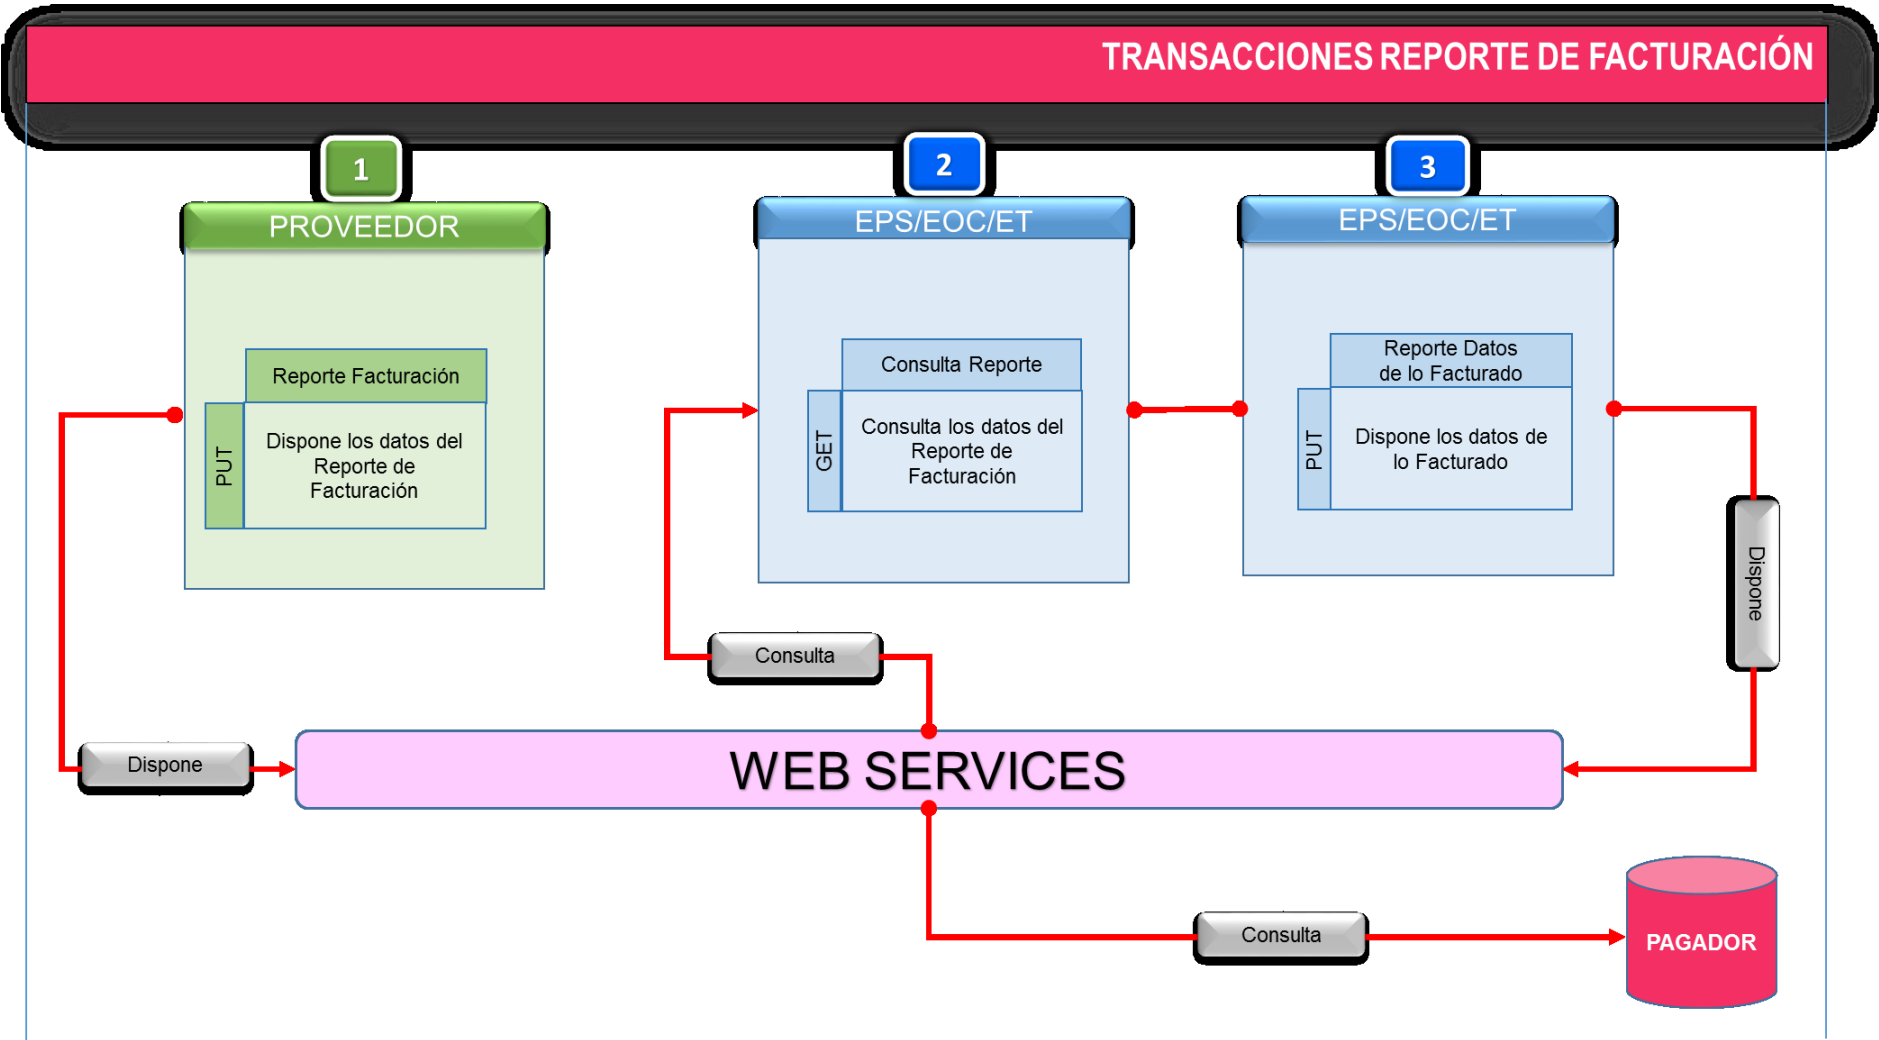 TRANSACCIONES REPORTE DE FACTURACIÓN
1
PROVEEDOR
Reporte Facturación
PUT
Dispone los datos del
Reporte de
Facturación
2
EPS/EOC/ET
Consulta Reporte
GET
Consulta los datos del
Reporte de
Facturación
3
EPS/EOC/ET
Reporte Datos
de lo Facturado
PUT
Dispone los datos de
lo Facturado
Dispone
Consulta
Dispone
WEB SERVICES
Consulta
PAGADOR